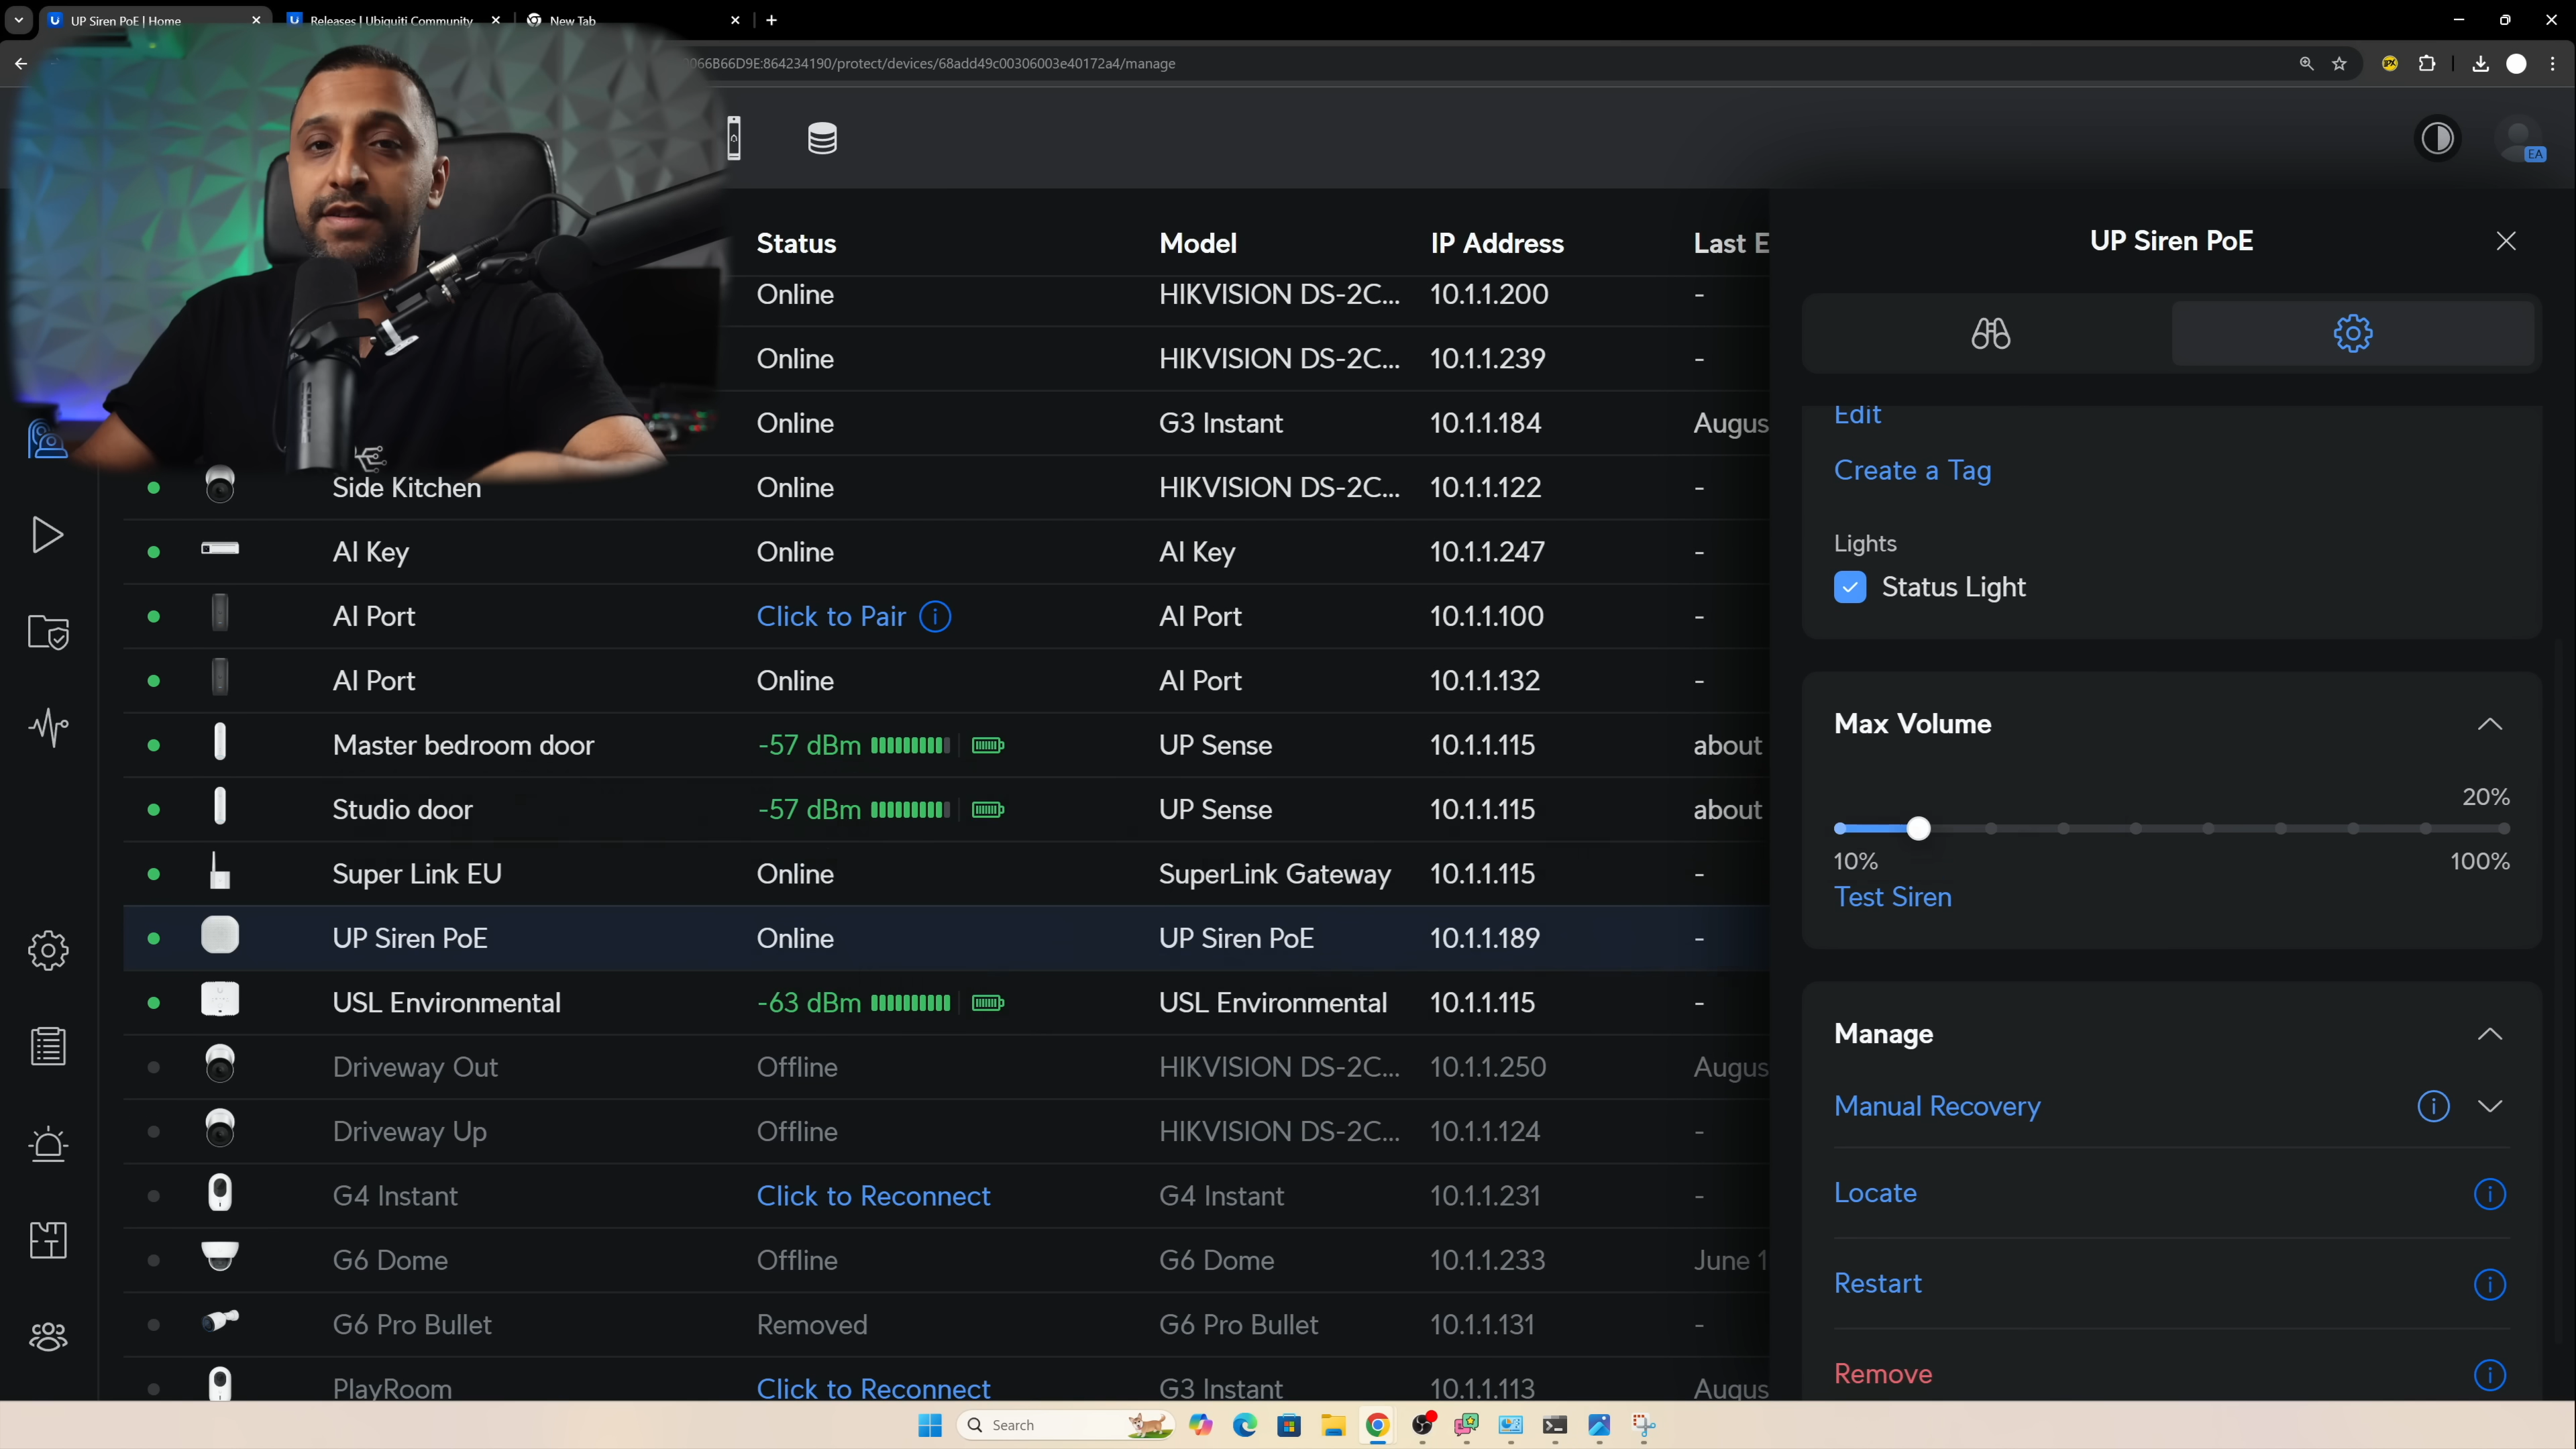 UP Siren PoE | Home
Releases | Ubiquiti Community
New Tab
066B66D9E:864234190/protect/devices/68add49c00306003e40172a4/manage
EA
Status Model IP Address Last E
Online HIKVISION DS-2C... 10.1.1.200 -
Online HIKVISION DS-2C... 10.1.1.239 -
Online G3 Instant 10.1.1.184 Augus
Side Kitchen Online HIKVISION DS-2C... 10.1.1.122 -
AI Key Online AI Key 10.1.1.247 -
AI Port Click to Pair AI Port 10.1.1.100 -
AI Port Online AI Port 10.1.1.132 -
Master bedroom door -57 dBm UP Sense 10.1.1.115 about
Studio door -57 dBm UP Sense 10.1.1.115 about
Super Link EU Online SuperLink Gateway 10.1.1.115 -
UP Siren PoE Online UP Siren PoE 10.1.1.189 -
USL Environmental -63 dBm USL Environmental 10.1.1.115 -
Driveway Out Offline HIKVISION DS-2C... 10.1.1.250 Augus
Driveway Up Offline HIKVISION DS-2C... 10.1.1.124 -
G4 Instant Click to Reconnect G4 Instant 10.1.1.231 -
G6 Dome Offline G6 Dome 10.1.1.233 June 1
G6 Pro Bullet Removed G6 Pro Bullet 10.1.1.131 -
PlayRoom Click to Reconnect G3 Instant 10.1.1.113 Augus
UP Siren PoE
Edit
Create a Tag
Lights
Status Light
Max Volume
20%
10% 100%
Test Siren
Manage
Manual Recovery
Locate
Restart
Remove
Search